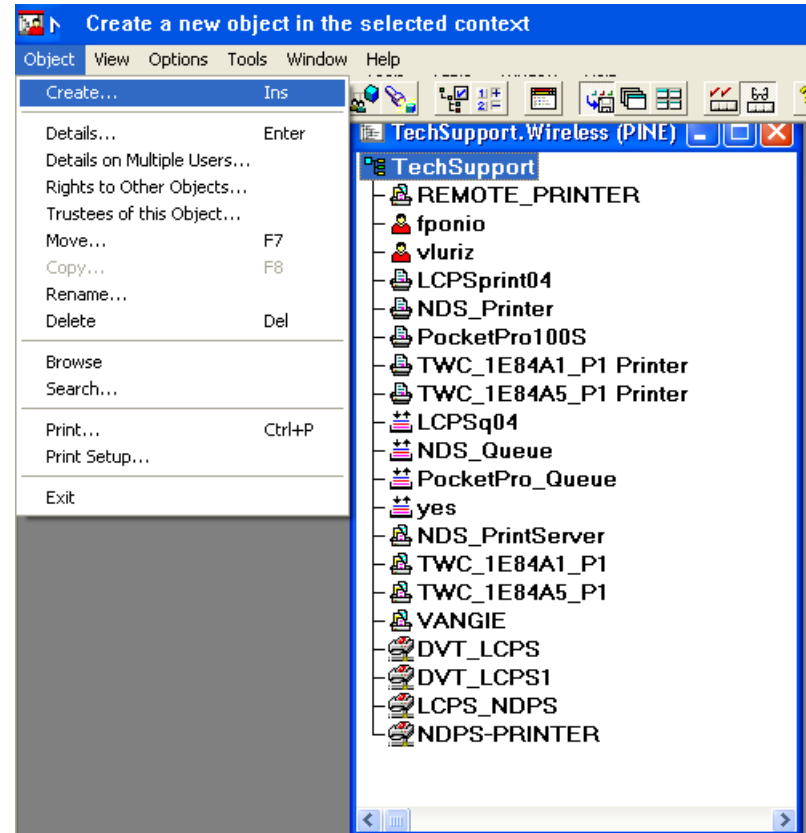 Create a new object in the selected context
Object View Options Tools Window Help
Create... Ins
Details... Enter
Details on Multiple Users...
Rights to Other Objects...
Trustees of this Object...
Move... F7
Copy... F8
Rename...
Delete Del
Browse
Search...
Print... Ctrl+P
Print Setup...
Exit
TechSupport.Wireless (PINE)
TechSupport
REMOTE_PRINTER
fponio
vluriz
LCPSprint04
NDS_Printer
PocketPro100S
TWC_1E84A1_P1 Printer
TWC_1E84A5_P1 Printer
LCPSq04
NDS_Queue
PocketPro_Queue
yes
NDS_PrintServer
TWC_1E84A1_P1
TWC_1E84A5_P1
VANGIE
DVT_LCPS
DVT_LCPS1
LCPS_NDPS
NDPS-PRINTER